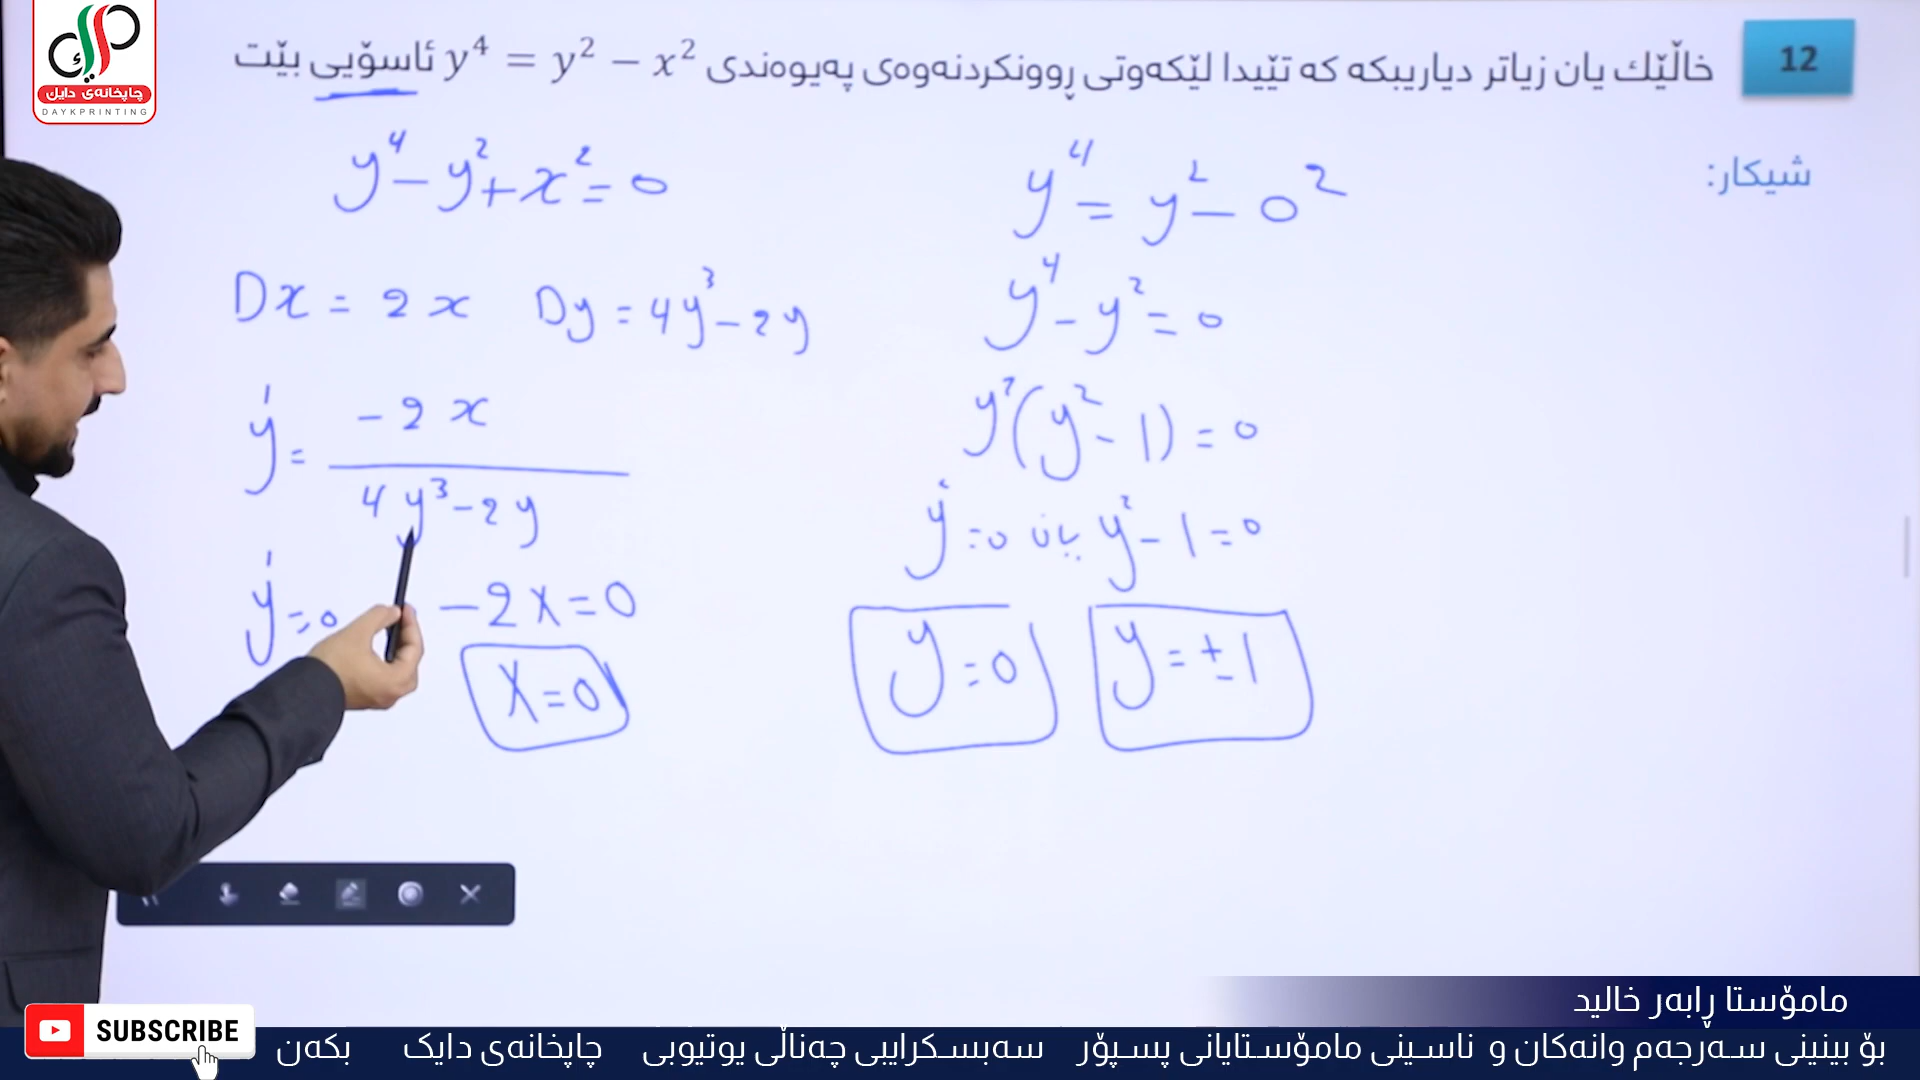 چاپخانەی دایك
DAYKPRINTING
12
خاڵێك یان زیاتر دیاریبکە کە تێیدا لێکەوتی ڕوونکردنەوەی پەیوەندی y⁴ = y² − x² ئاسۆیی بێت
شیکار:
y⁴ − y² + x² = 0
Dx = 2x Dy = 4y³ − 2y
y′ = −2x / 4y³ − 2y
y′ = 0 −2x = 0
x = 0
y⁴ = y² − 0²
y⁴ − y² = 0
y²(y² − 1) = 0
y² = 0 یان y² − 1 = 0
y = 0 y = ±1
مامۆستا ڕابەر خالید
SUBSCRIBE
بۆ بینینی سەرجەم وانەکان و ناسینی مامۆستایانی پسپۆر سەبسکرایبی چەناڵی یوتیوبی چاپخانەی دایک بکەن